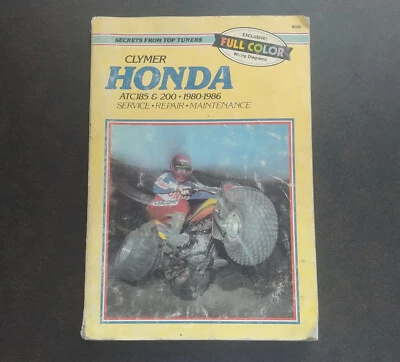 SECRETS FROM TOP TUNERS
EXCLUSIVE!
FULL COLOR
Wiring Diagrams
CLYMER
HONDA
ATC185 & 200 • 1980-1986
SERVICE • REPAIR • MAINTENANCE